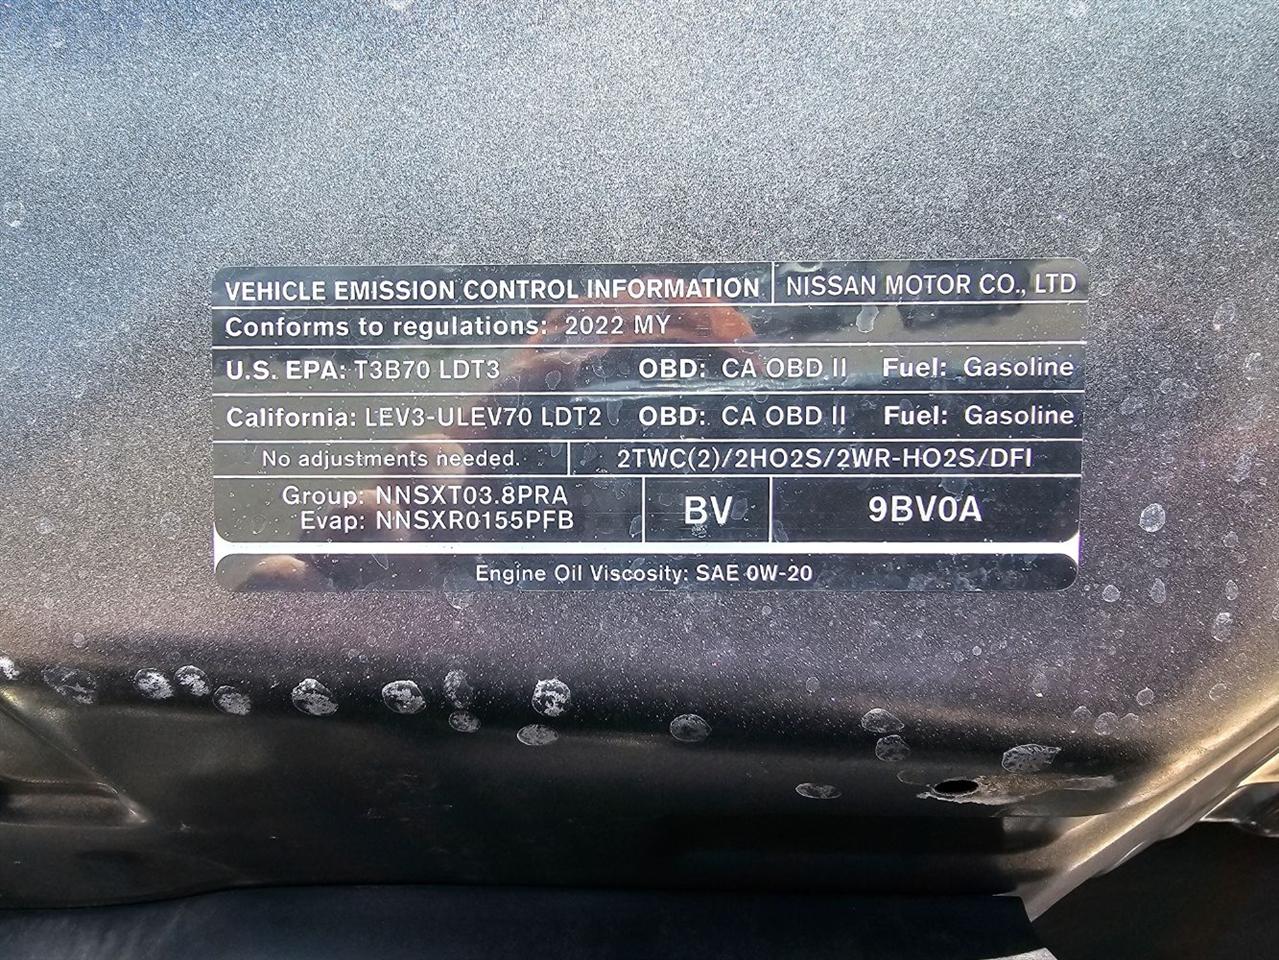 VEHICLE EMISSION CONTROL INFORMATION NISSAN MOTOR CO., LTD
Conforms to regulations: 2022 MY
U.S. EPA: T3B70 LDT3 OBD: CA OBD II Fuel: Gasoline
California: LEV3-ULEV70 LDT2 OBD: CA OBD II Fuel: Gasoline
No adjustments needed. 2TWC(2)/2HO2S/2WR-HO2S/DFI
Group: NNSXT03.8PRA
Evap: NNSXR0155PFB
BV 9BV0A
Engine Oil Viscosity: SAE 0W-20